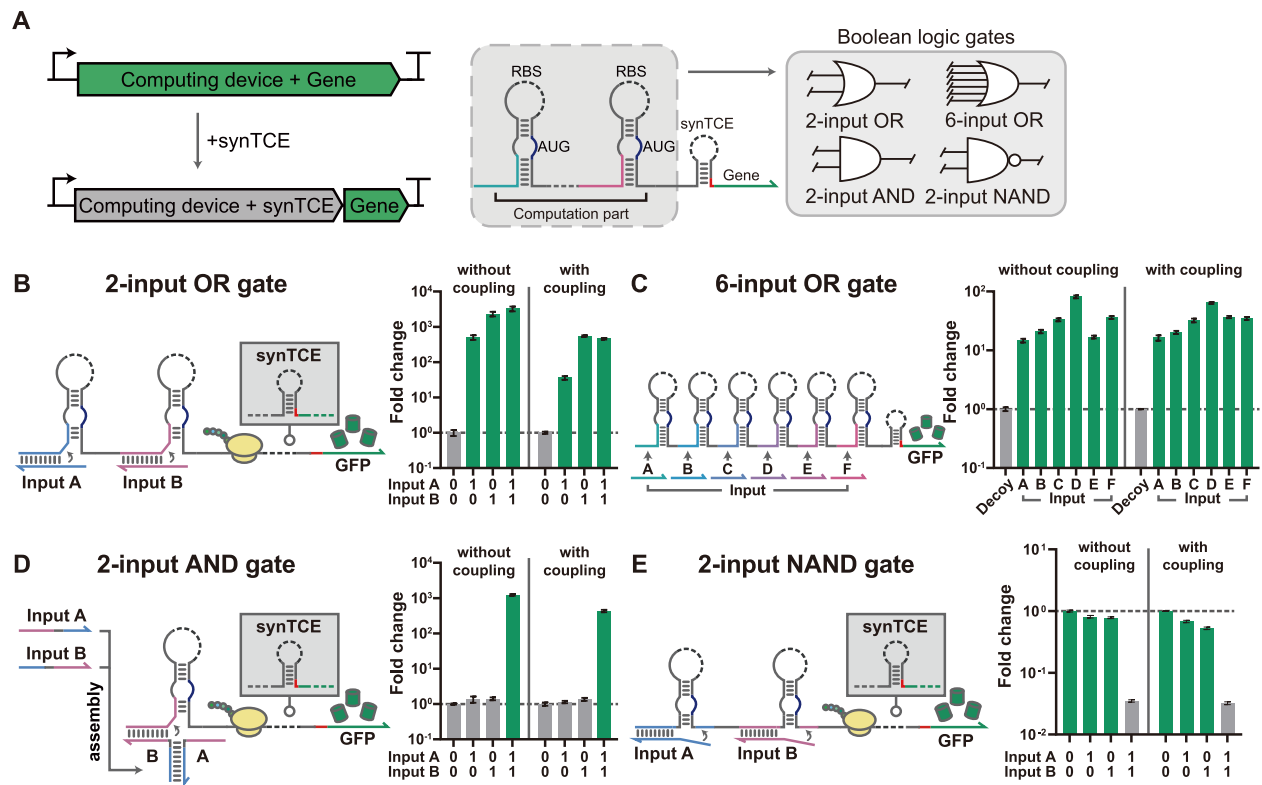 A
Computing device + Gene
+synTCE
Computing device + synTCE
Gene
RBS
RBS
AUG
AUG
synTCE
Gene
Computation part
Boolean logic gates
2-input OR
6-input OR
2-input AND
2-input NAND
B
2-input OR gate
synTCE
GFP
Input A
Input B
without
coupling
with
coupling
Fold change
10^4
10^3
10^2
10^1
10^0
10^-1
Input A 0 1 0 1 0 1 0 1
Input B 0 0 1 1 0 0 1 1
C
6-input OR gate
A B C D E F
Input
GFP
without coupling
with coupling
Fold change
10^2
10^1
10^0
10^-1
Decoy A B C D E F Decoy A B C D E F
Input Input
D
2-input AND gate
Input A
Input B
assembly
B A
synTCE
GFP
without
coupling
with
coupling
Fold change
10^4
10^3
10^2
10^1
10^0
10^-1
Input A 0 1 0 1 0 1 0 1
Input B 0 0 1 1 0 0 1 1
E
2-input NAND gate
synTCE
GFP
Input A
Input B
without
coupling
with
coupling
Fold change
10^1
10^0
10^-1
10^-2
Input A 0 1 0 1 0 1 0 1
Input B 0 0 1 1 0 0 1 1